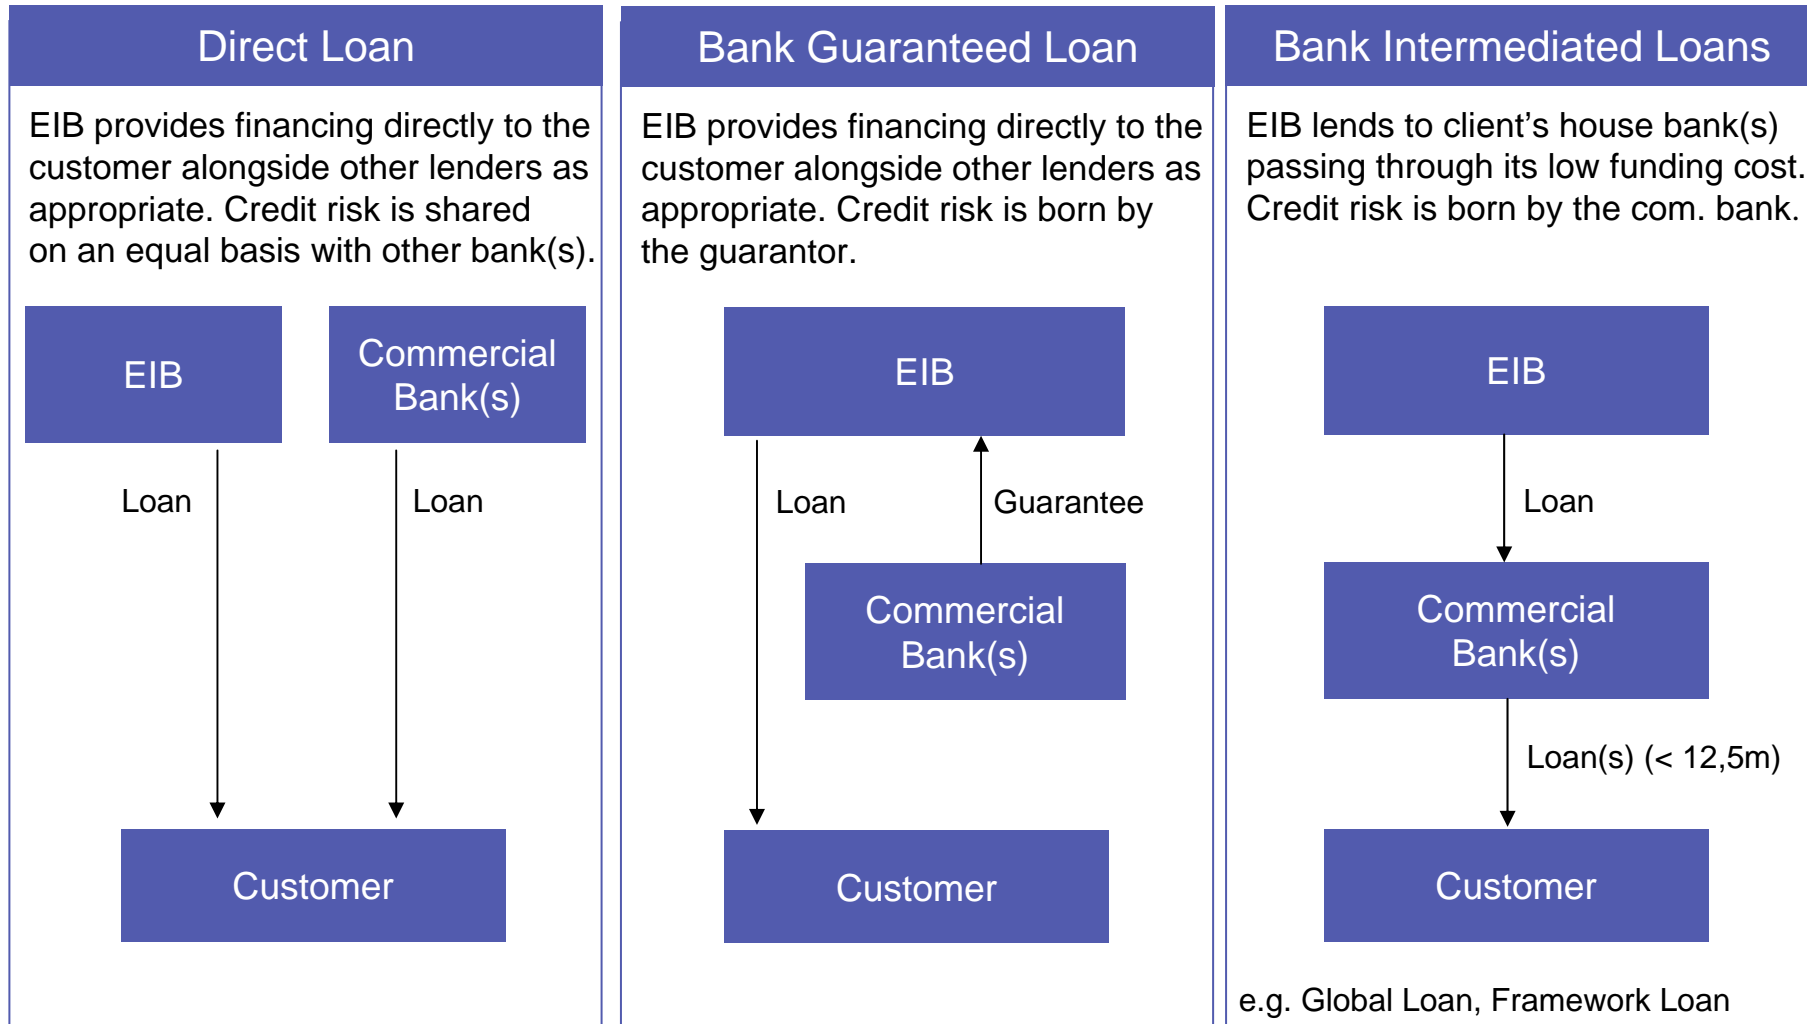 Direct Loan
EIB provides financing directly to the
customer alongside other lenders as
appropriate. Credit risk is shared
on an equal basis with other bank(s).
EIB
Commercial
Bank(s)
Loan
Loan
Customer
Bank Guaranteed Loan
EIB provides financing directly to the
customer alongside other lenders as
appropriate. Credit risk is born by
the guarantor.
EIB
Loan
Guarantee
Commercial
Bank(s)
Customer
Bank Intermediated Loans
EIB lends to client's house bank(s)
passing through its low funding cost.
Credit risk is born by the com. bank.
EIB
Loan
Commercial
Bank(s)
Loan(s) (< 12,5m)
Customer
e.g. Global Loan, Framework Loan